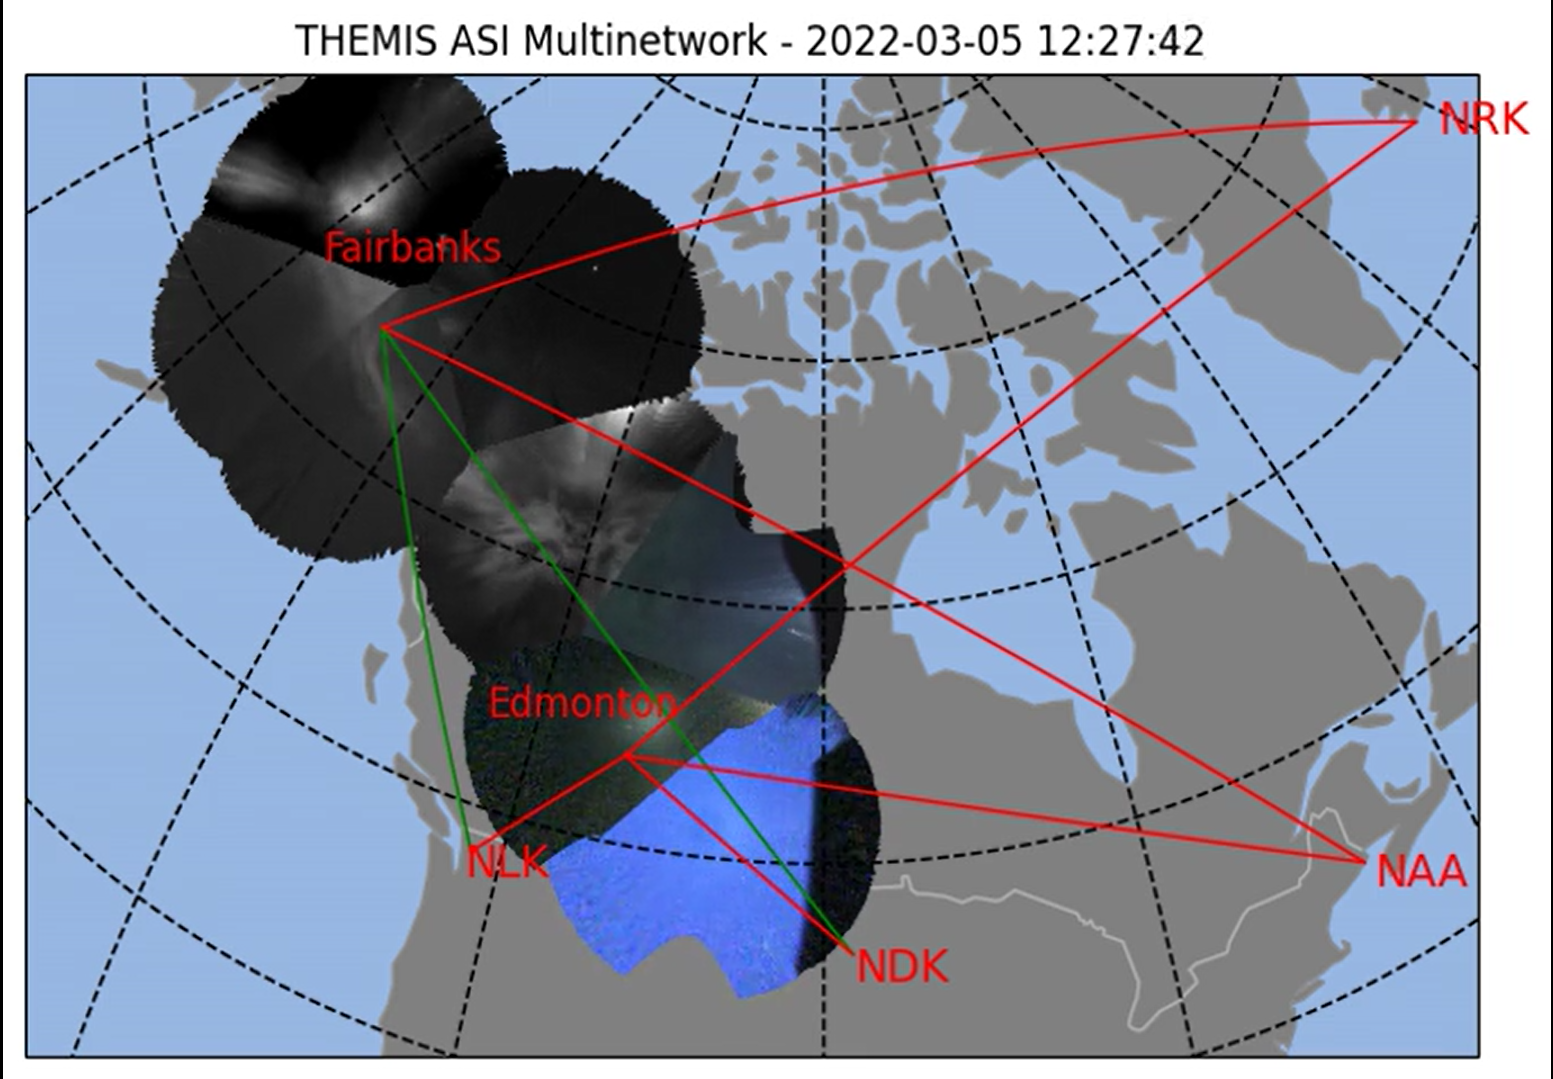 THEMIS ASI Multinetwork - 2022-03-05 12:27:42
NRK
Fairbanks
Edmonton
NLK
NAA
NDK